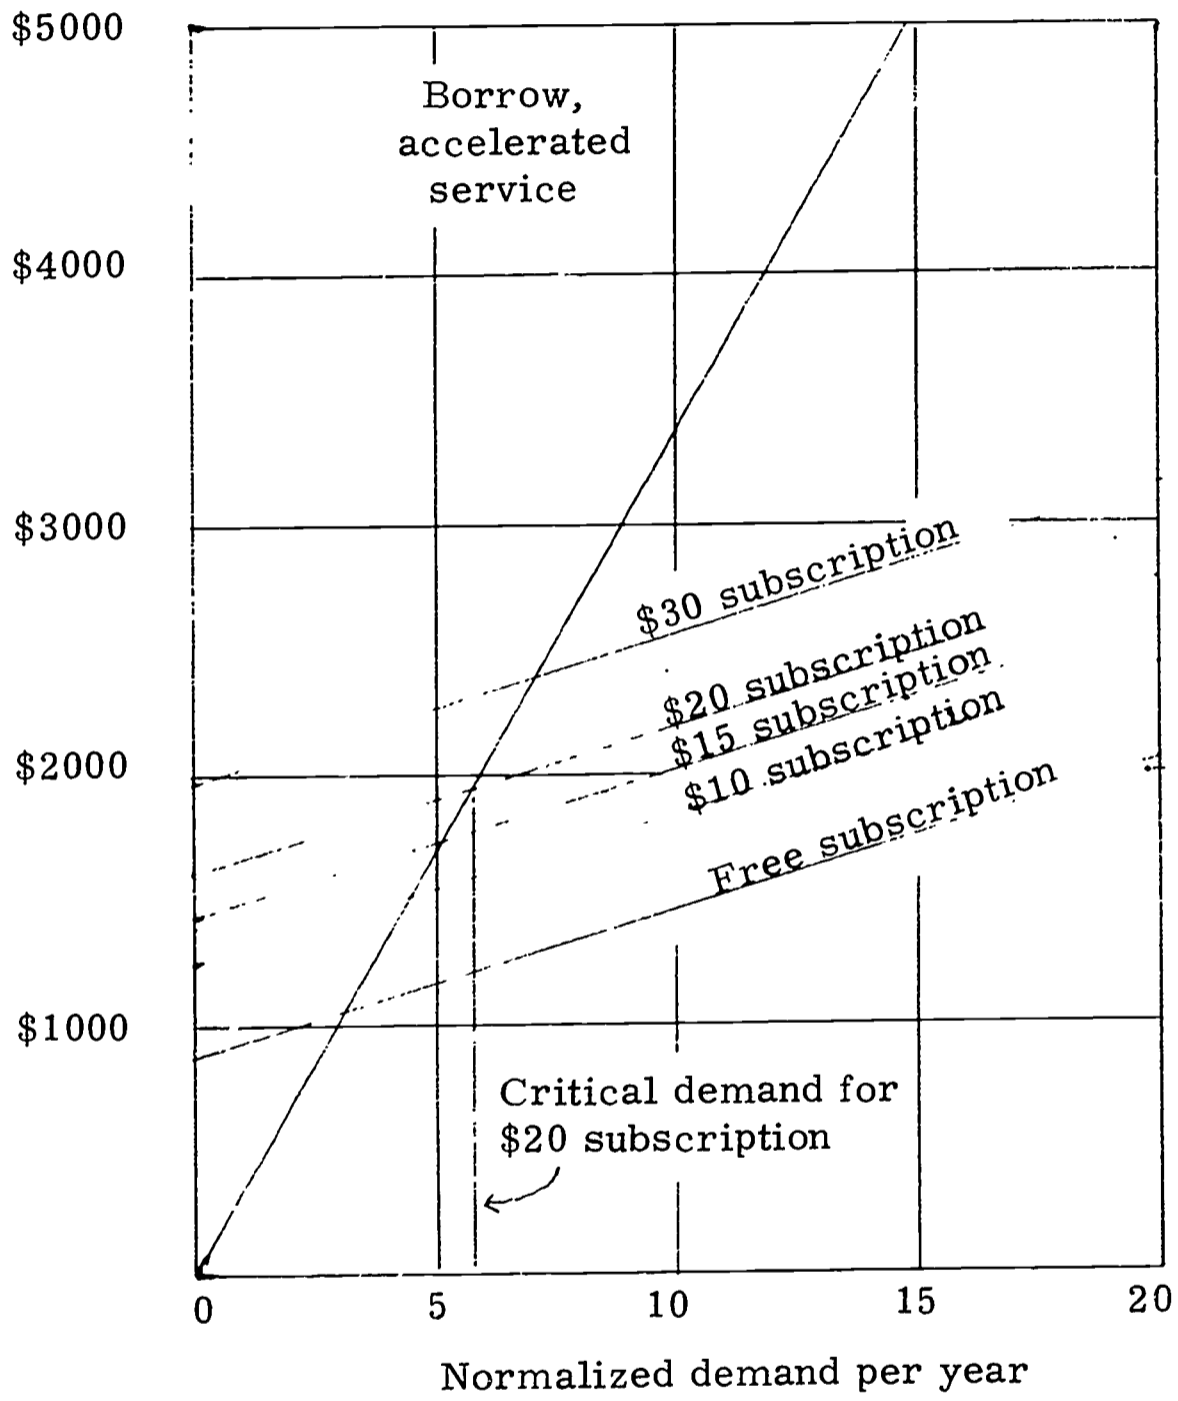 $5000
Borrow,
accelerated
service
$4000
$3000
$30 subscription
$20 subscription
$15 subscription
$10 subscription
$2000
Free subscription
$1000
Critical demand for
$20 subscription
0
5
10
15
20
Normalized demand per year